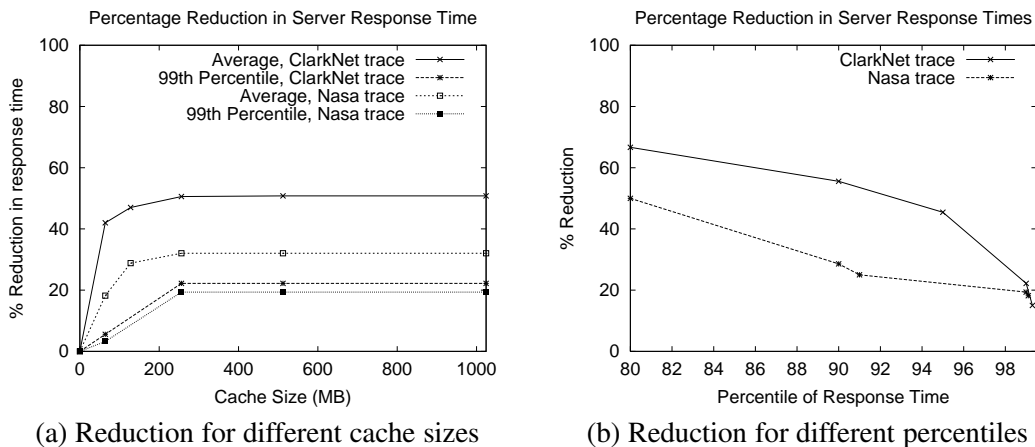 Percentage Reduction in Server Response Time
% Reduction in response time
100
80
60
40
20
0
Average, ClarkNet trace
99th Percentile, ClarkNet trace
Average, Nasa trace
99th Percentile, Nasa trace
0 200 400 600 800 1000
Cache Size (MB)
(a) Reduction for different cache sizes
Percentage Reduction in Server Response Times
% Reduction
100
80
60
40
20
0
ClarkNet trace
Nasa trace
80 82 84 86 88 90 92 94 96 98
Percentile of Response Time
(b) Reduction for different percentiles